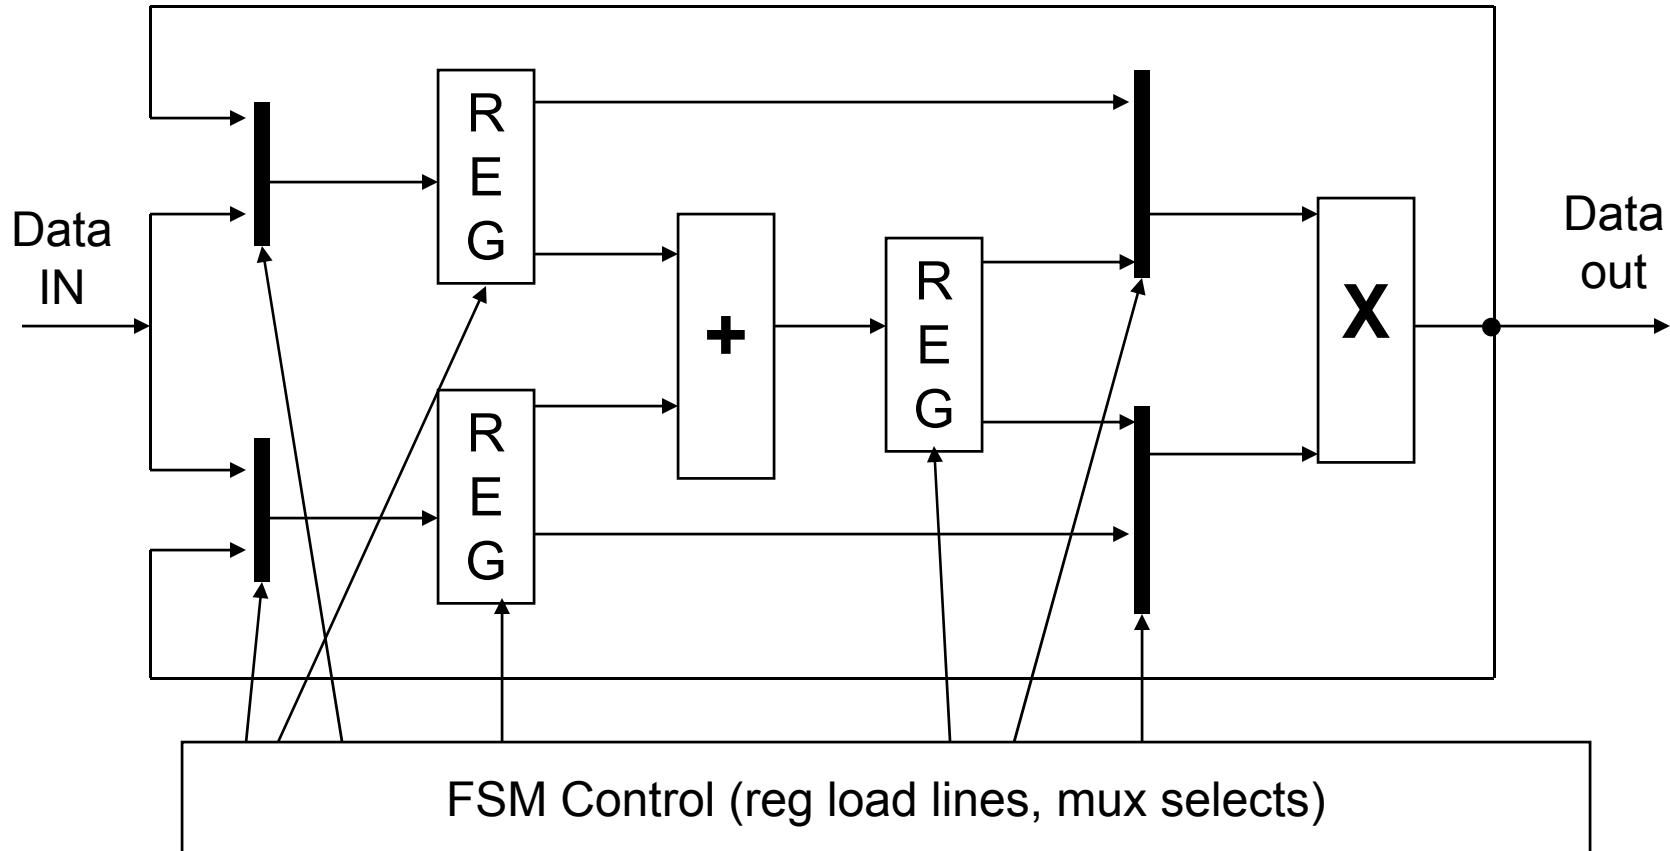 Data
IN
R
E
G
R
E
G
+
R
E
G
X
Data
out
FSM Control (reg load lines, mux selects)